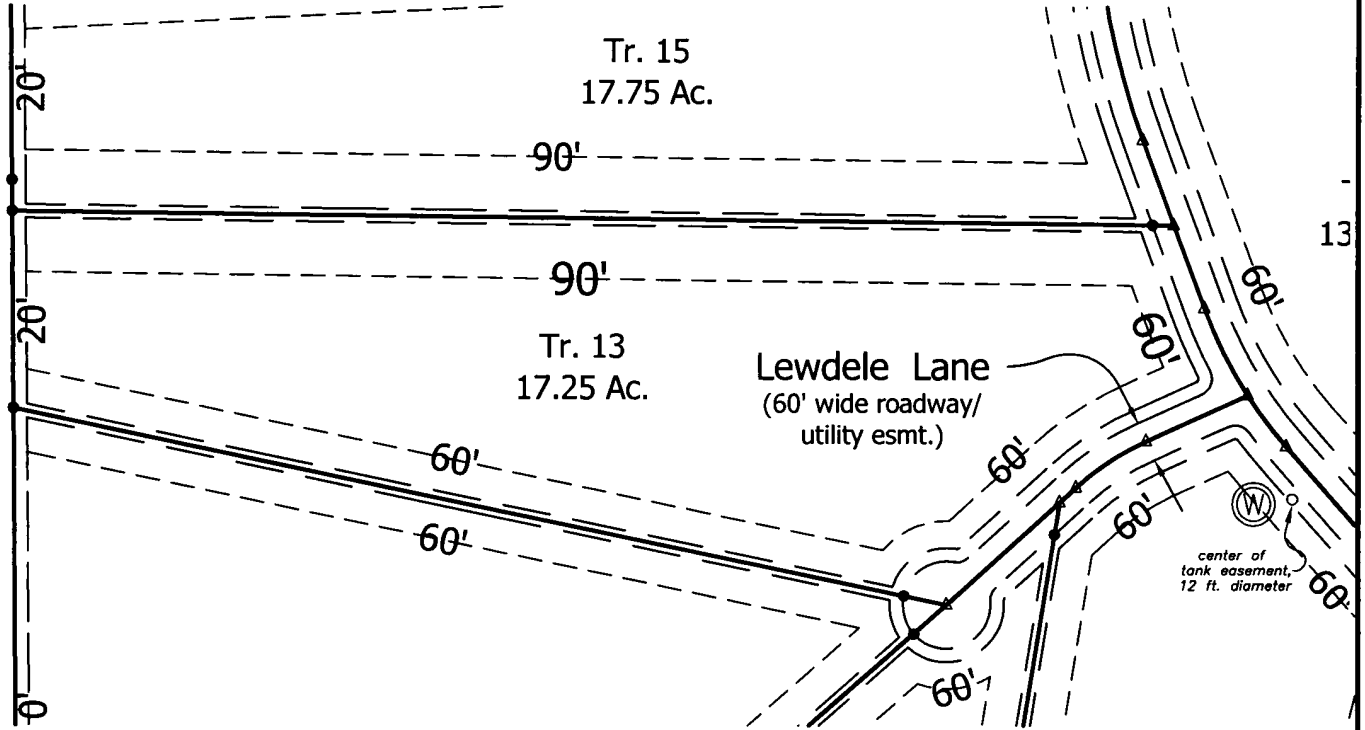 Tr. 15
17.75 Ac.
20'
90'
13
90'
60'
20'
60'
Tr. 13
17.25 Ac.
Lewdele Lane
(60' wide roadway/
utility esmt.)
60'
60'
60'
60'
W
center of
tank easement,
12 ft. diameter
60'
60'
0'